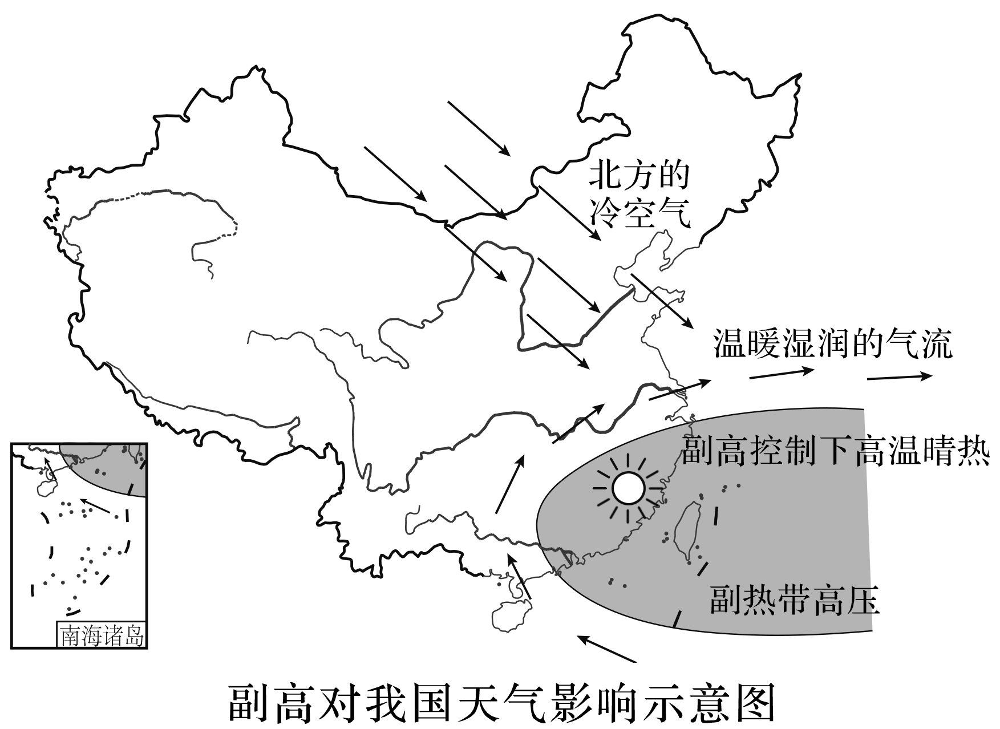 北方的
冷空气
温暖湿润的气流
副高控制下高温晴热
副热带高压
南海诸岛
副高对我国天气影响示意图